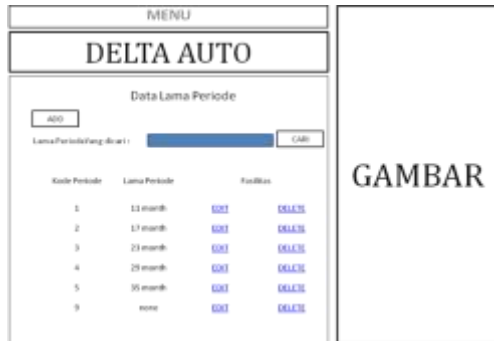 MENU
DELTA AUTO
Data Lama Periode
ADD
Lama PeriodeYang dicari : CARI
Kode Periode Lama Periode Fasilitas
1 11 month EDIT DELETE
2 17 month EDIT DELETE
3 23 month EDIT DELETE
4 29 month EDIT DELETE
5 35 month EDIT DELETE
9 none EDIT DELETE
GAMBAR